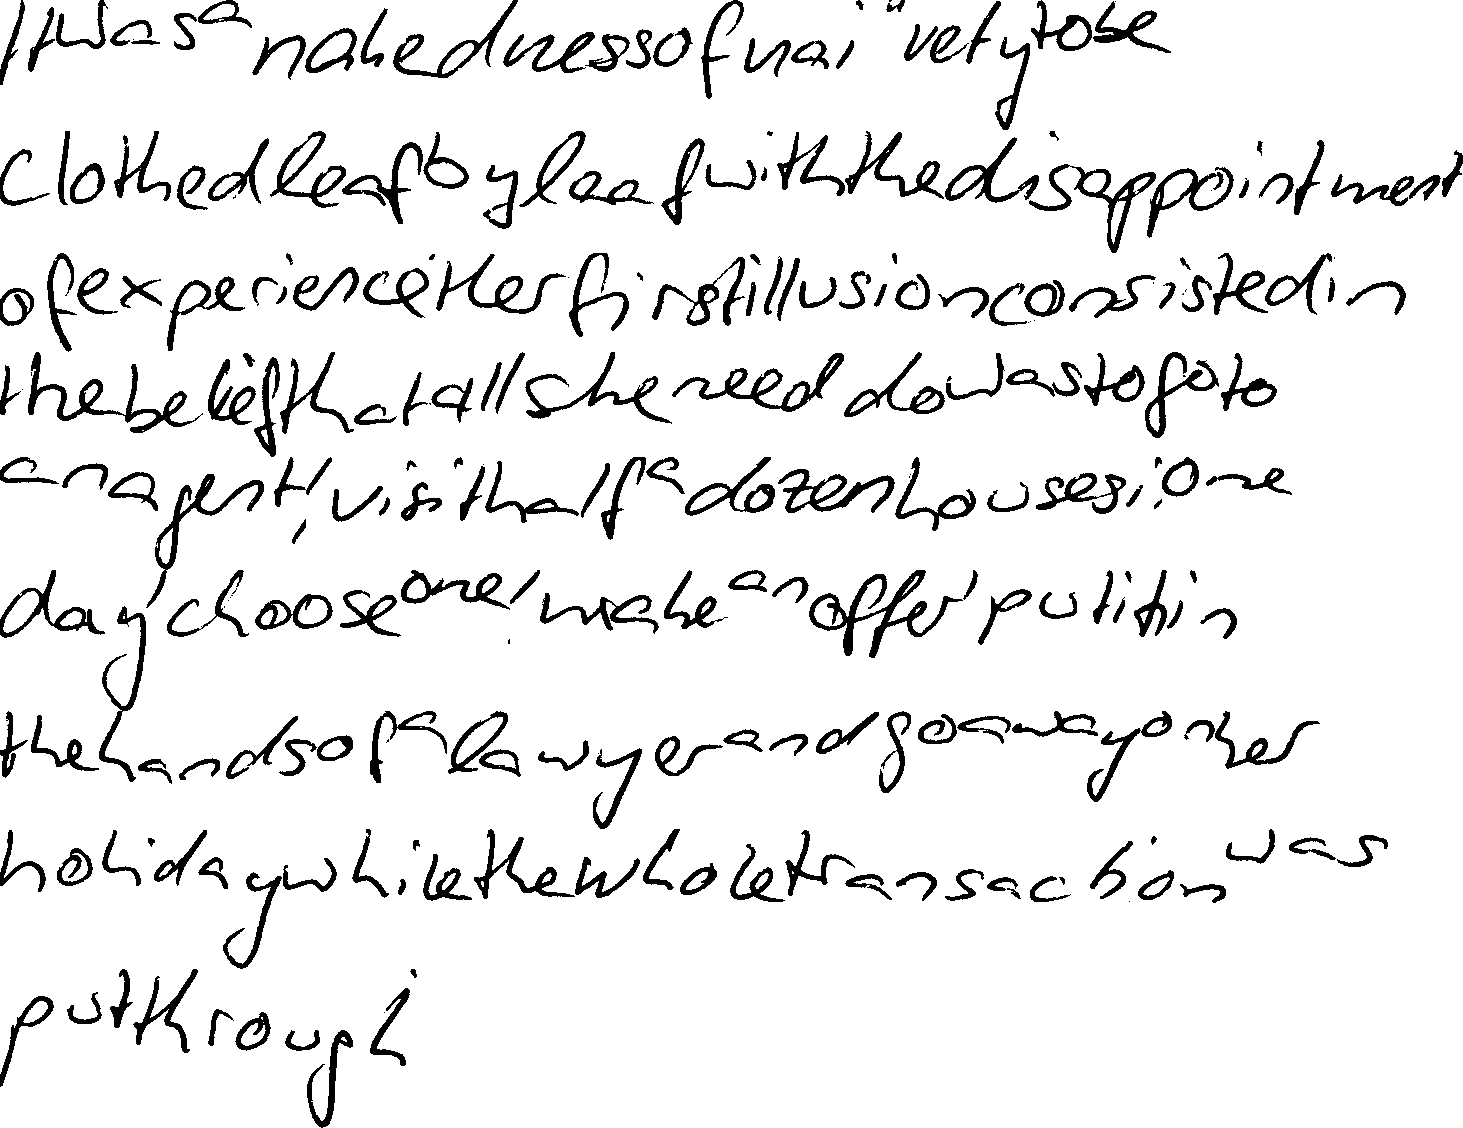 It was a nakedness of nai"vety to be
clothed leaf by leaf with the disappointment
of experience. Her first illusion consisted in
the belief that all she need do was to go to
an agent, visit half a dozen houses in one
day, choose one, make an offer, put it in
the hands of a lawyer and go away on her
holiday while the whole transaction was
put through.